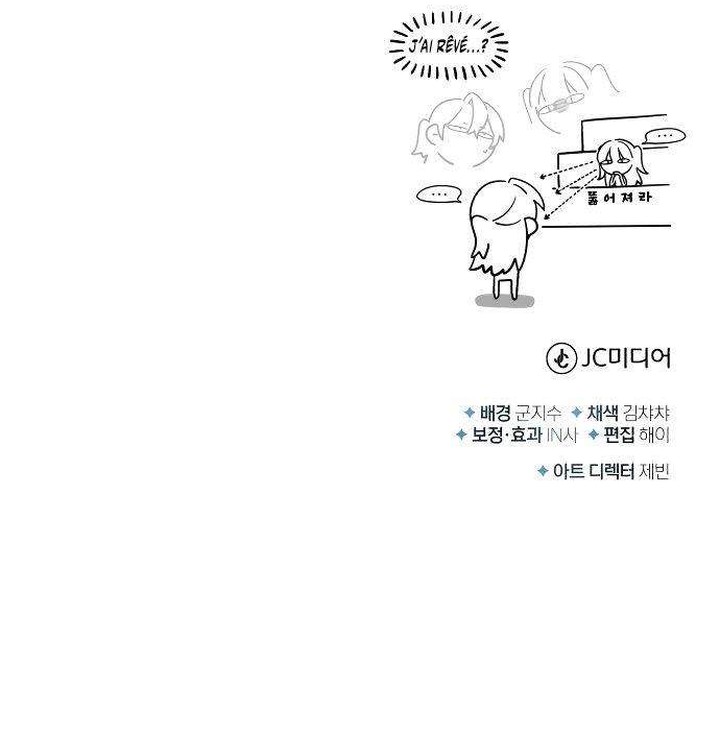 J'AI RÊVÉ...?
...
...
뚫어져라
JC미디어
배경 군지수 채색 김챠챠
보정·효과 IN사 편집 해이
아트 디렉터 제빈